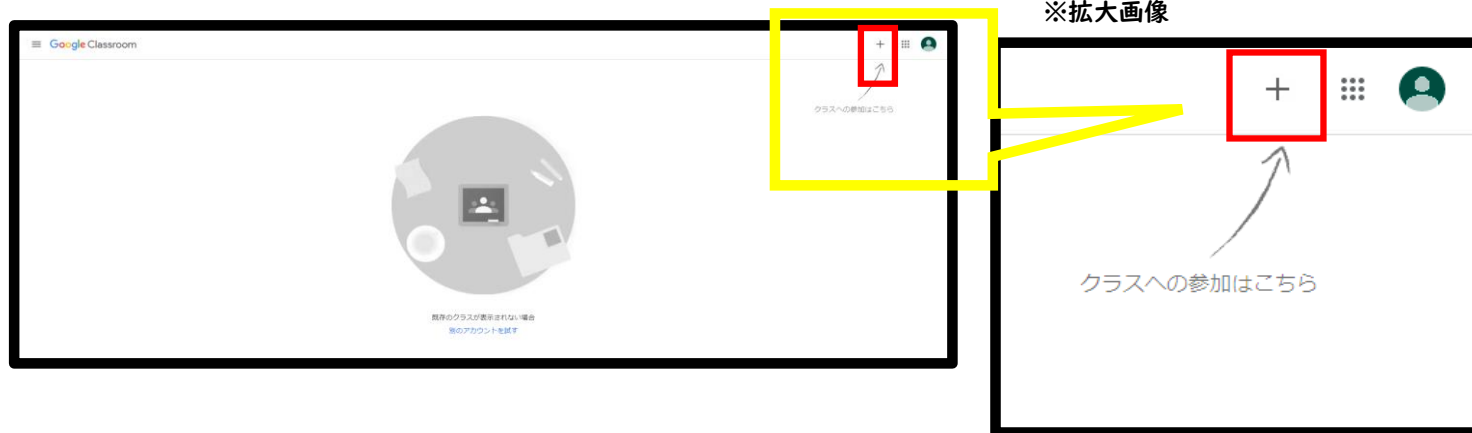 ※拡大画像
Google Classroom
クラスへの参加はこちら
既存のクラスが表示されない場合
別のアカウントを試す
クラスへの参加はこちら